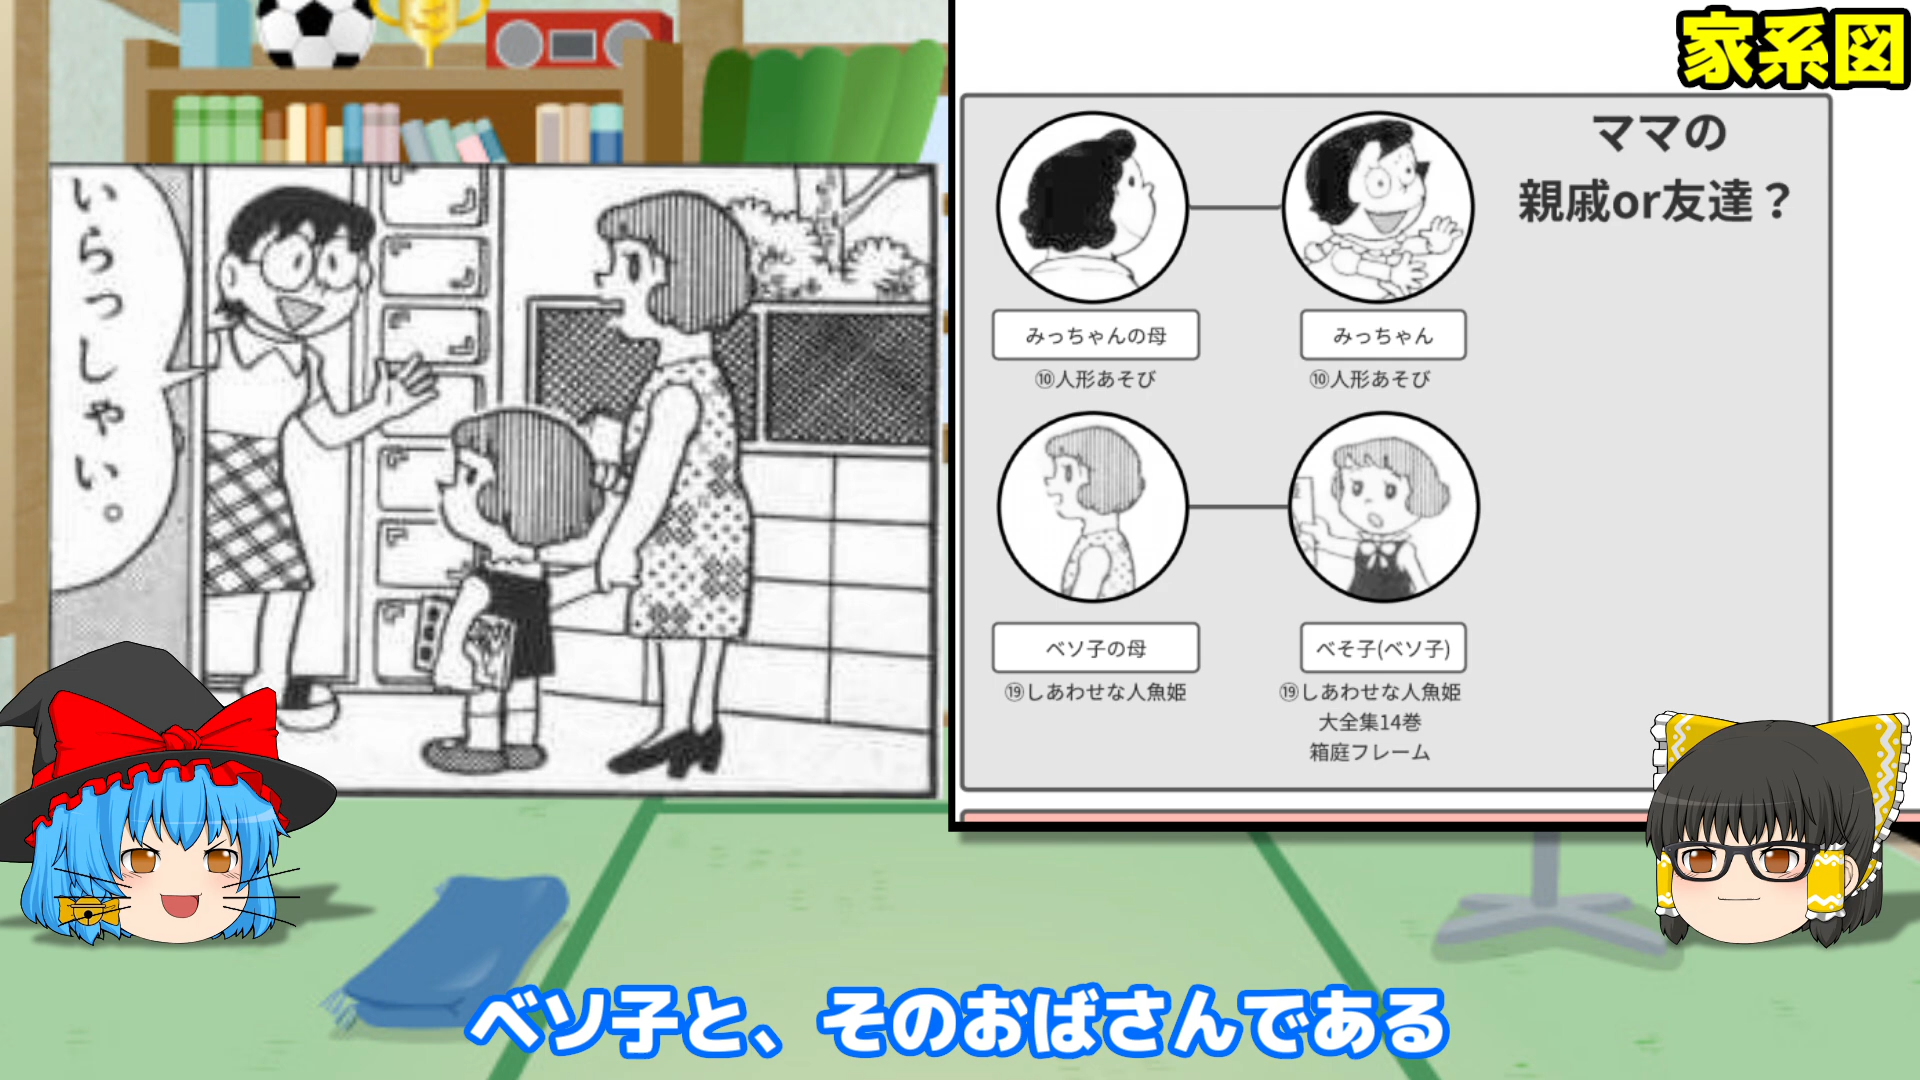 いらっしゃい。
家系図
ママの
親戚or友達？
みっちゃんの母
⑩人形あそび
みっちゃん
⑩人形あそび
ベソ子の母
⑲しあわせな人魚姫
べそ子(ベソ子)
⑲しあわせな人魚姫
大全集14巻
箱庭フレーム
ベソ子と、そのおばさんである